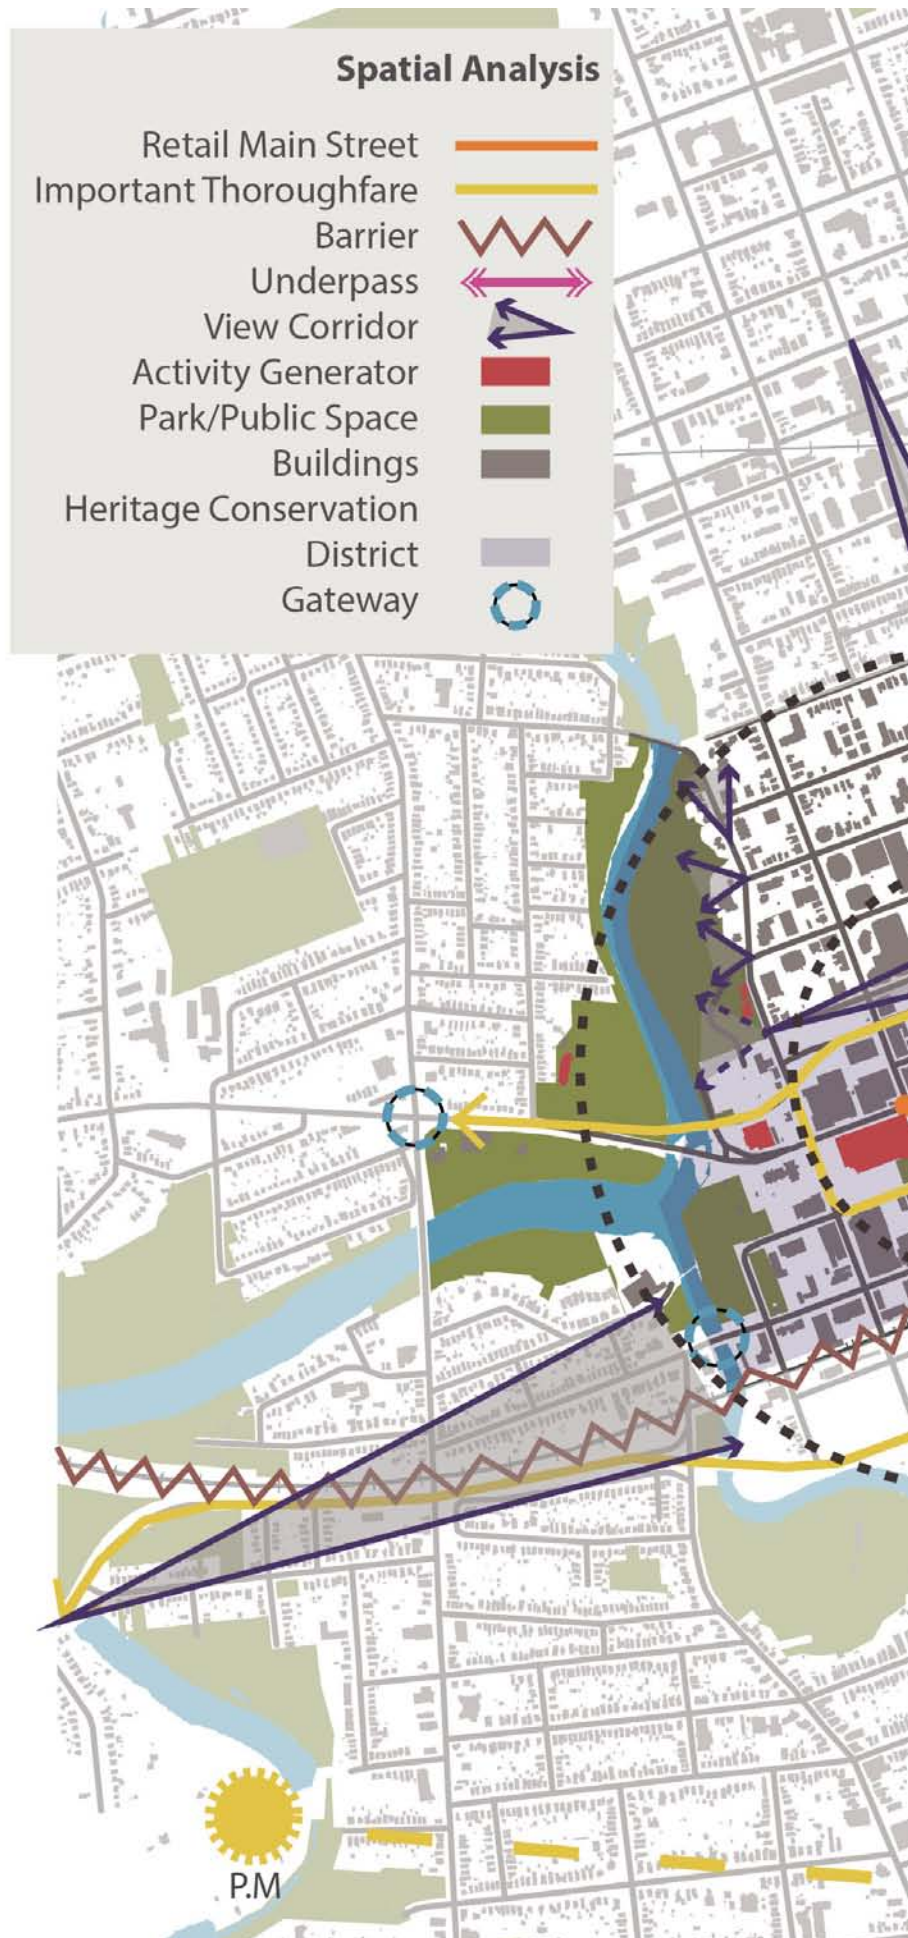 Spatial Analysis
Retail Main Street
Important Thoroughfare
Barrier
Underpass
View Corridor
Activity Generator
Park/Public Space
Buildings
Heritage Conservation
District
Gateway
P.M